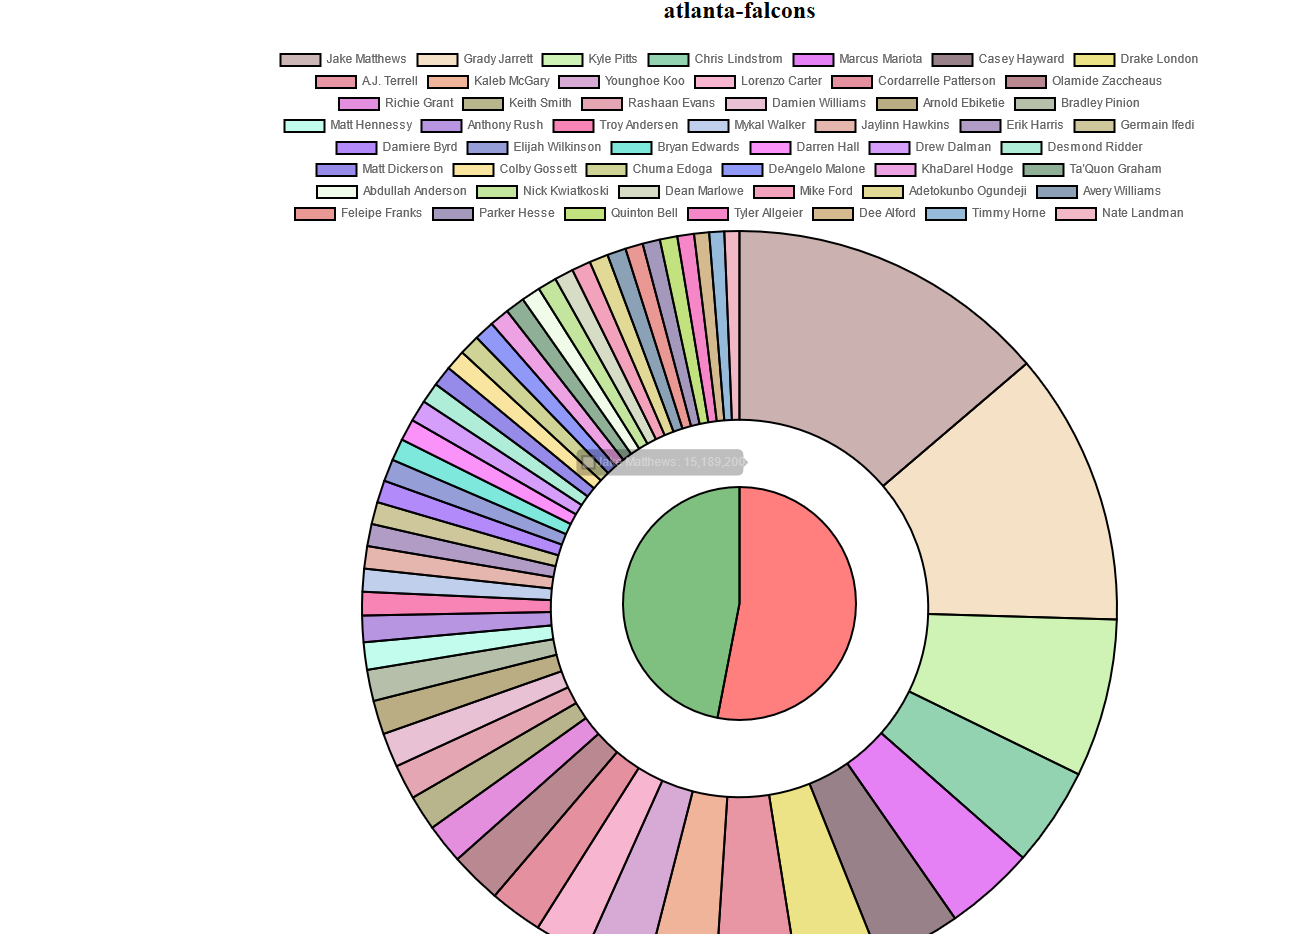 atlanta-falcons
Jake Matthews Grady Jarrett Kyle Pitts Chris Lindstrom Marcus Mariota Casey Hayward Drake London
A.J. Terrell Kaleb McGary Younghoe Koo Lorenzo Carter Cordarrelle Patterson Olamide Zaccheaus
Richie Grant Keith Smith Rashaan Evans Damien Williams Arnold Ebiketie Bradley Pinion
Matt Hennessy Anthony Rush Troy Andersen Mykal Walker Jaylinn Hawkins Erik Harris Germain Ifedi
Damiere Byrd Elijah Wilkinson Bryan Edwards Darren Hall Drew Dalman Desmond Ridder
Matt Dickerson Colby Gossett Chuma Edoga DeAngelo Malone KhaDarel Hodge Ta'Quon Graham
Abdullah Anderson Nick Kwiatkoski Dean Marlowe Mike Ford Adetokunbo Ogundeji Avery Williams
Feleipe Franks Parker Hesse Quinton Bell Tyler Allgeier Dee Alford Timmy Horne Nate Landman
Jake Matthews: 15,189,200